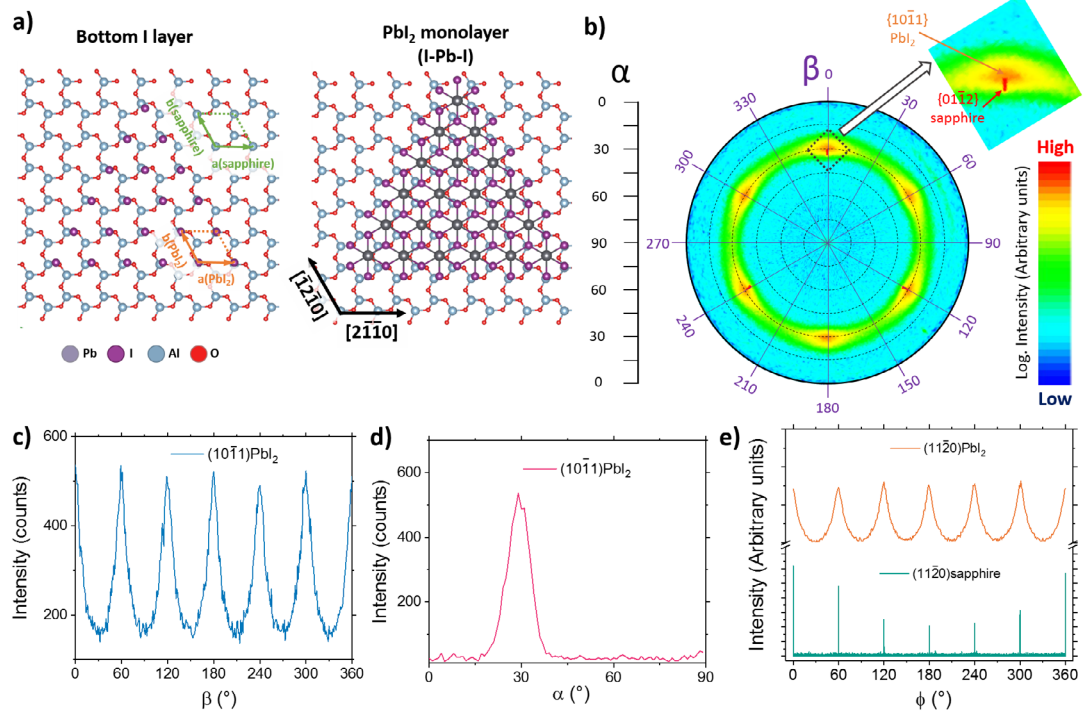 a)
Bottom I layer
PbI₂ monolayer
(I-Pb-I)
b(sapphire)
a(sapphire)
b(PbI₂)
a(PbI₂)
[1̅21̅0]
[21̅1̅0]
Pb I Al O
b)
α
0
30
60
90
60
30
0
β
0
30
60
90
120
150
180
210
240
270
300
330
{101̅1}
PbI₂
{011̅2}
sapphire
High
Log. Intensity (Arbitrary units)
Low
c)
Intensity (counts)
600
400
200
(101̅1)PbI₂
0 60 120 180 240 300 360
β (°)
d)
Intensity (counts)
600
400
200
(101̅1)PbI₂
0 30 60 90
α (°)
e)
Intensity (Arbitrary units)
(112̅0)PbI₂
(112̅0)sapphire
0 60 120 180 240 300 360
ϕ (°)